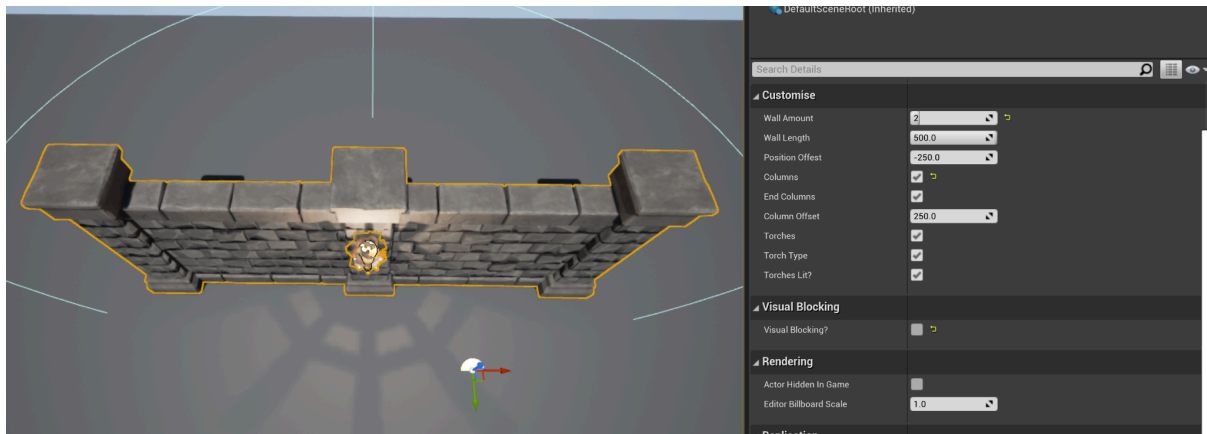 DefaultSceneRoot (Inherited)
Search Details
Customise
Wall Amount 2
Wall Length 500.0
Position Offest -250.0
Columns
End Columns
Column Offset 250.0
Torches
Torch Type
Torches Lit?
Visual Blocking
Visual Blocking?
Rendering
Actor Hidden In Game
Editor Billboard Scale 1.0
Replication